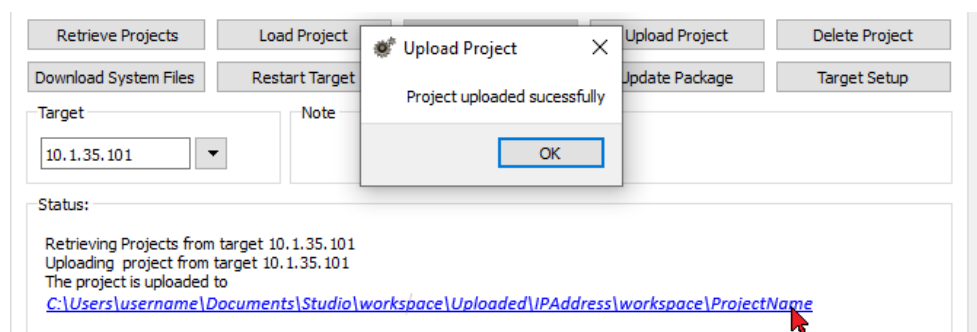 Retrieve Projects
Load Project
Upload Project
Upload Project
Delete Project
Download System Files
Restart Target
Project uploaded sucessfully
Update Package
Target Setup
Target
Note
10.1.35.101
OK
Status:
Retrieving Projects from target 10.1.35.101
Uploading project from target 10.1.35.101
The project is uploaded to
C:\Users\username\Documents\Studio\workspace\Uploaded\IPAddress\workspace\ProjectName